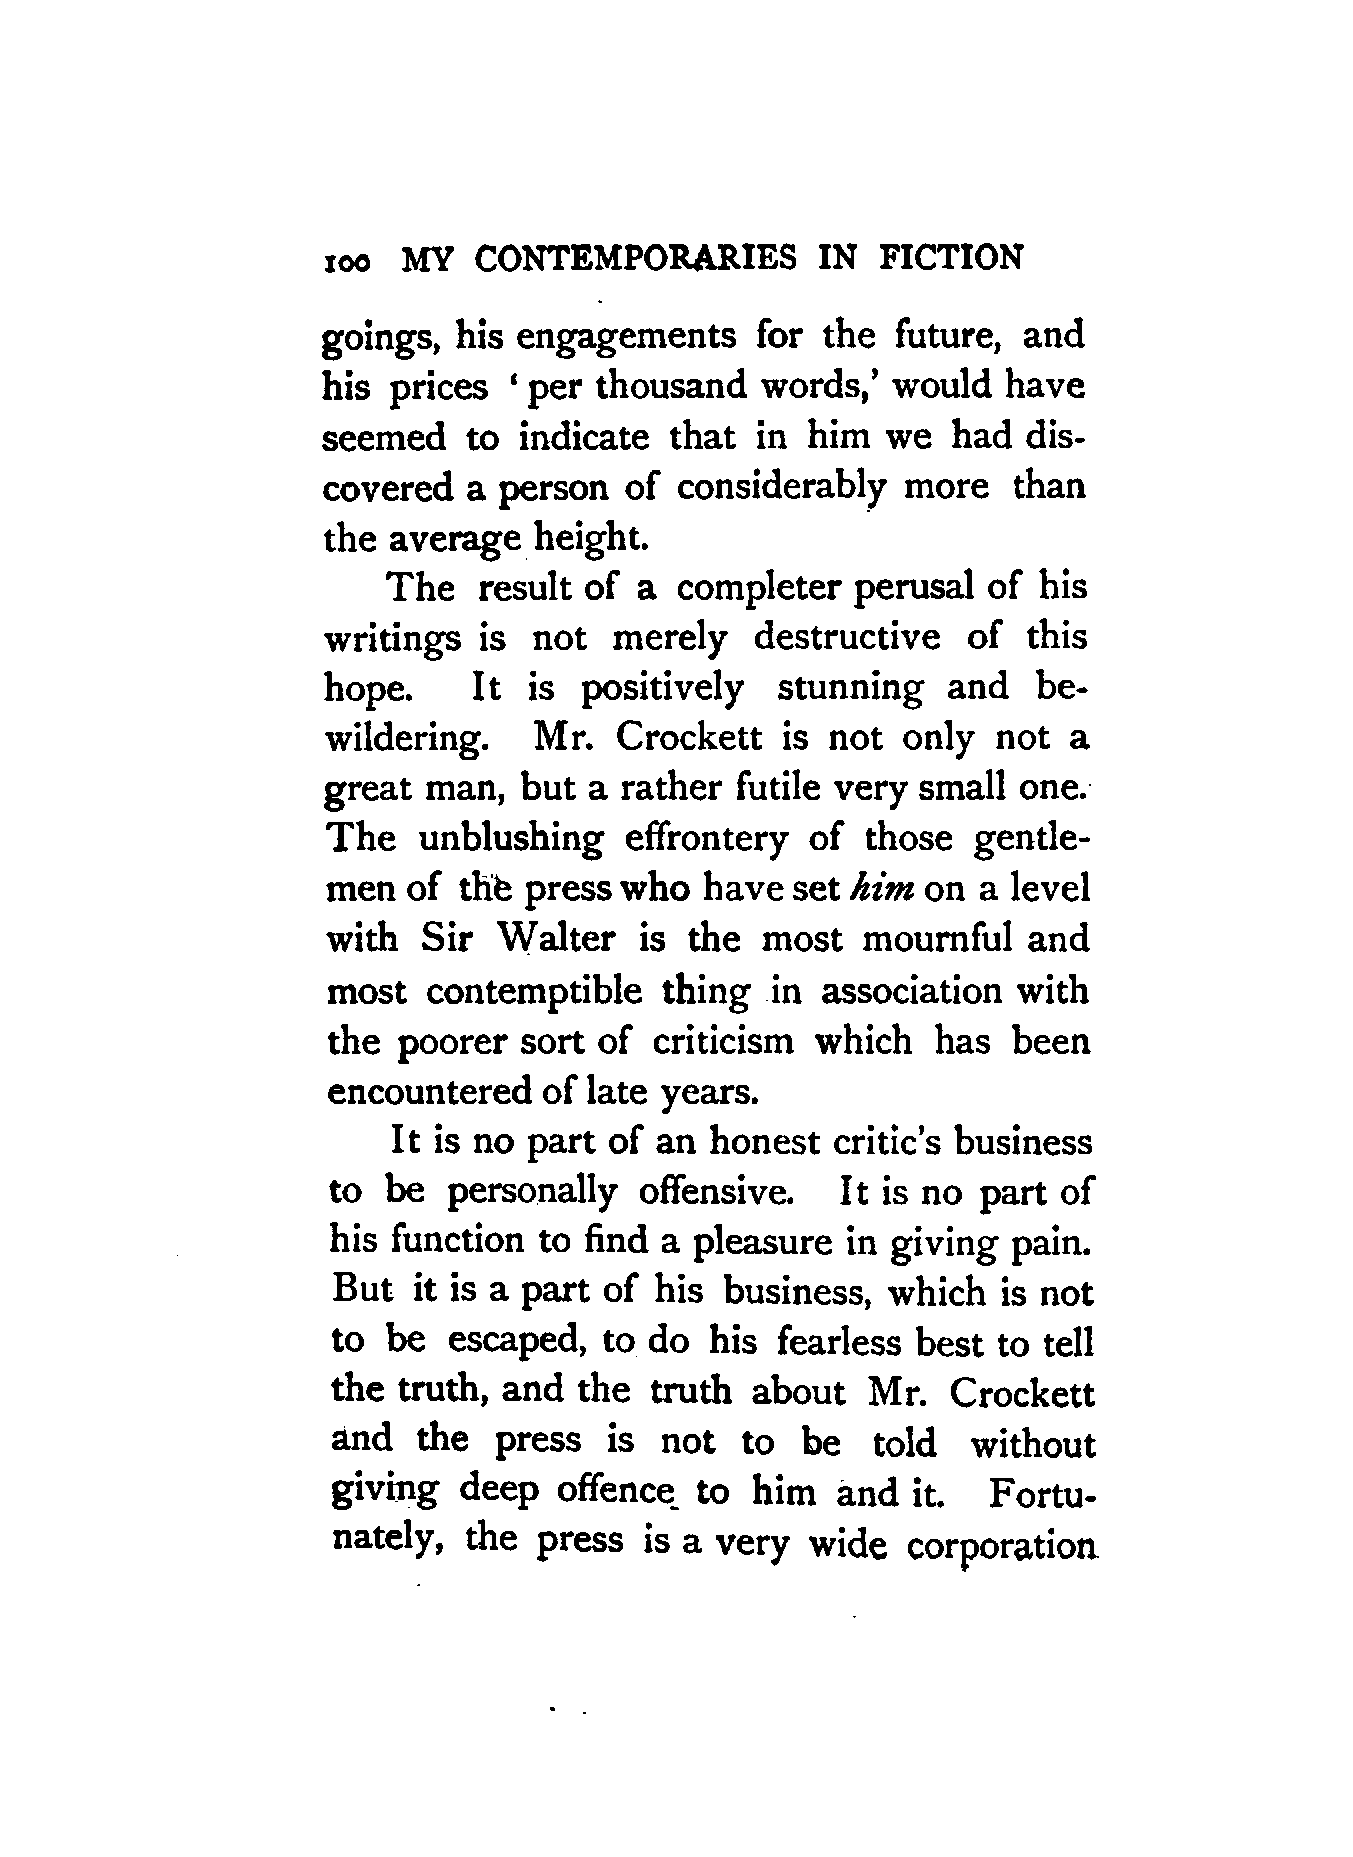 100 MY CONTEMPORARIES IN FICTION
goings, his engagements for the future, and
his prices ‘ per thousand words,’ would have
seemed to indicate that in him we had dis-
covered a person of considerably more than
the average height.
The result of a completer perusal of his
writings is not merely destructive of this
hope. It is positively stunning and be-
wildering. Mr. Crockett is not only not a
great man, but a rather futile very small one.
The unblushing effrontery of those gentle-
men of the press who have set him on a level
with Sir Walter is the most mournful and
most contemptible thing in association with
the poorer sort of criticism which has been
encountered of late years.
It is no part of an honest critic’s business
to be personally offensive. It is no part of
his function to find a pleasure in giving pain.
But it is a part of his business, which is not
to be escaped, to do his fearless best to tell
the truth, and the truth about Mr. Crockett
and the press is not to be told without
giving deep offence to him and it. Fortu-
nately, the press is a very wide corporation